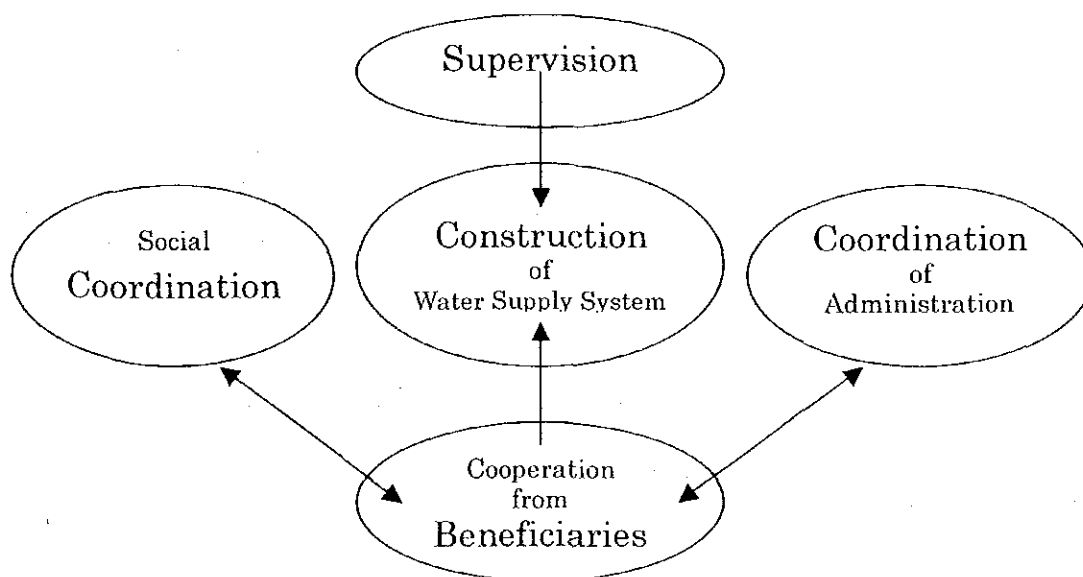 Supervision
Social
Coordination
Construction
of
Water Supply System
Coordination
of
Administration
Cooperation
from
Beneficiaries